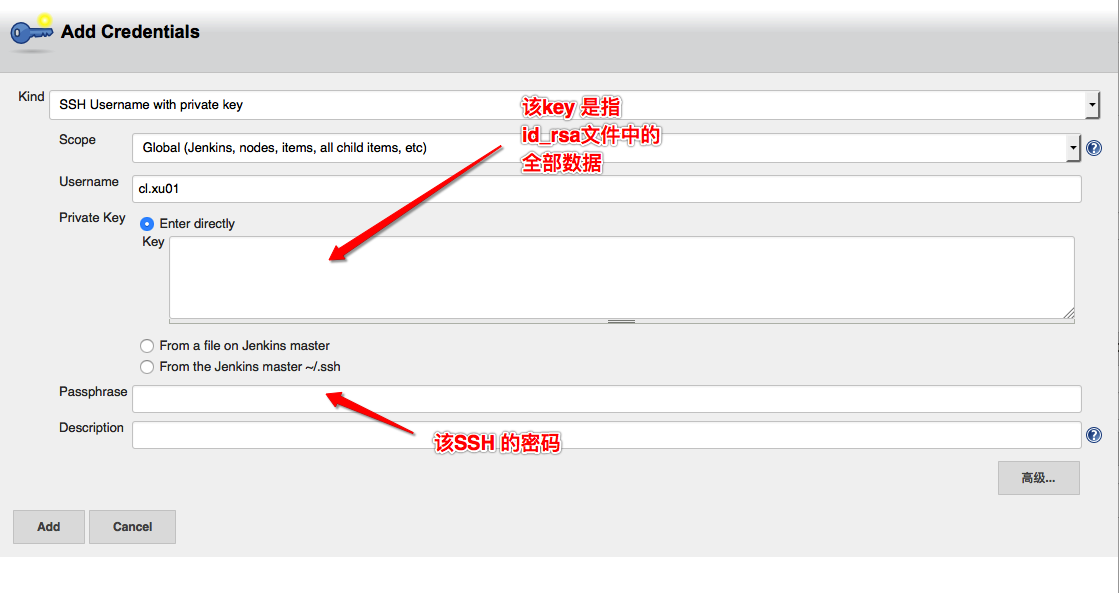 Add Credentials
Kind
SSH Username with private key
该key 是指
id_rsa文件中的
全部数据
Scope
Global (Jenkins, nodes, items, all child items, etc)
Username
cl.xu01
Private Key
Enter directly
Key
From a file on Jenkins master
From the Jenkins master ~/.ssh
Passphrase
Description
该SSH 的密码
高级...
Add
Cancel